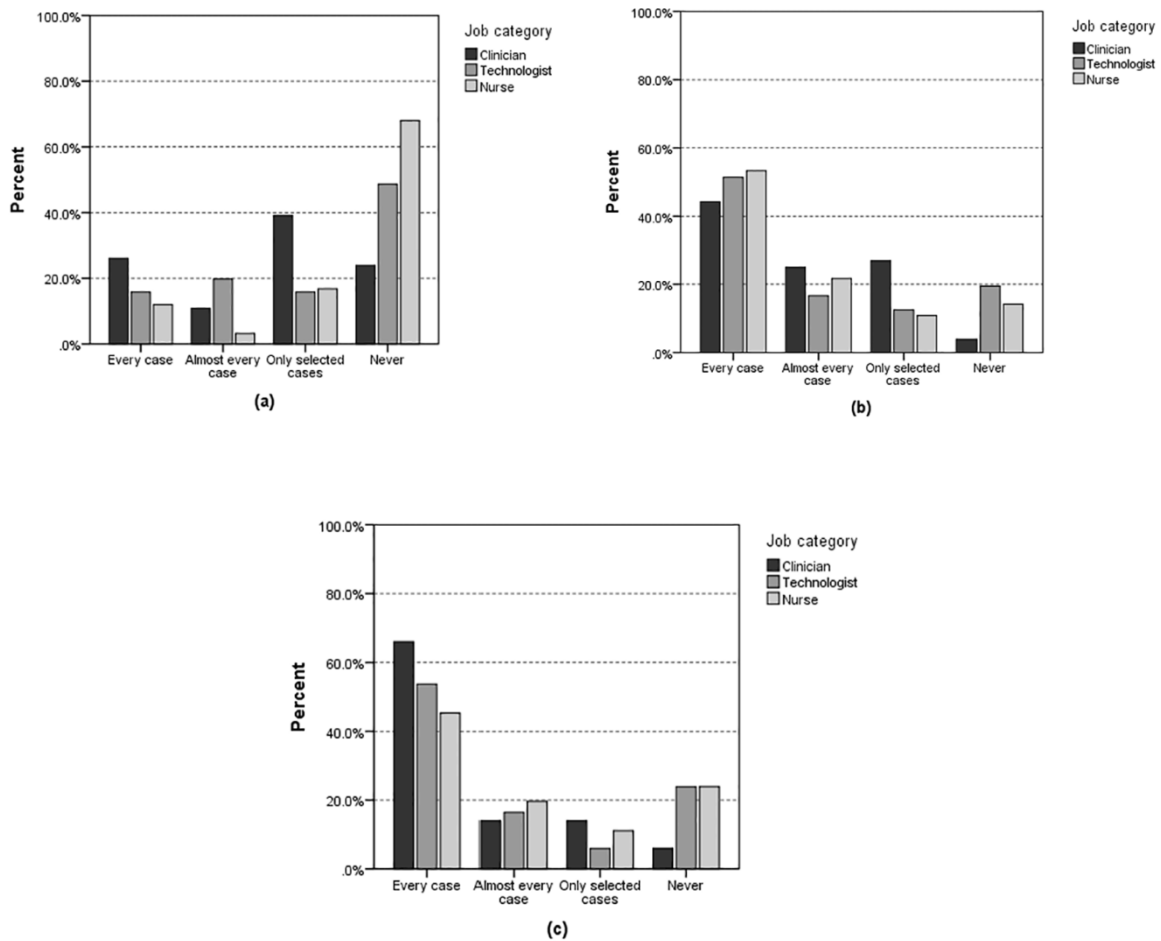 100.0%
80.0%
60.0%
40.0%
20.0%
.0%
Percent
Every case
Almost every
case
Only selected
cases
Never
Job category
Clinician
Technologist
Nurse
(a)
100.0%
80.0%
60.0%
40.0%
20.0%
.0%
Percent
Every case
Almost every
case
Only selected
cases
Never
Job category
Clinician
Technologist
Nurse
(b)
100.0%
80.0%
60.0%
40.0%
20.0%
.0%
Percent
Every case
Almost every
case
Only selected
cases
Never
Job category
Clinician
Technologist
Nurse
(c)